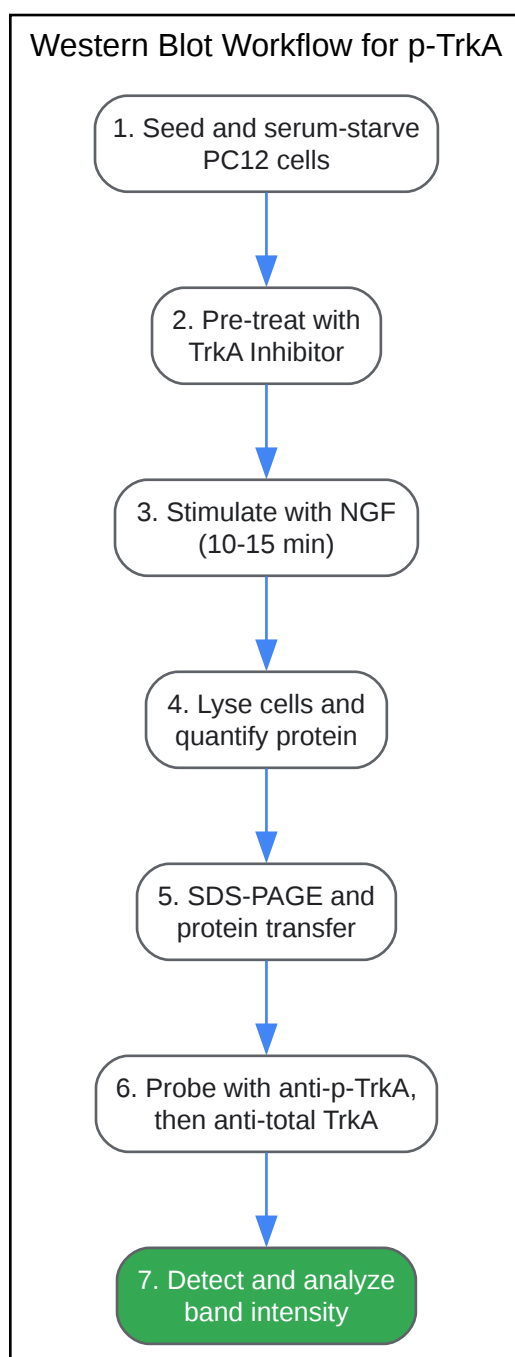 Western Blot Workflow for p-TrkA
1. Seed and serum-starve
PC12 cells
2. Pre-treat with
TrkA Inhibitor
3. Stimulate with NGF
(10-15 min)
4. Lyse cells and
quantify protein
5. SDS-PAGE and
protein transfer
6. Probe with anti-p-TrkA,
then anti-total TrkA
7. Detect and analyze
band intensity